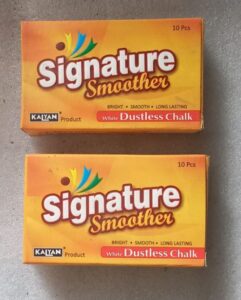 10 Pcs
Signature
Smoother
BRIGHT • SMOOTH • LONG LASTING
KALYAN Product
White Dustless Chalk
10 Pcs
Signature
Smoother
BRIGHT • SMOOTH • LONG LASTING
KALYAN Product
White Dustless Chalk